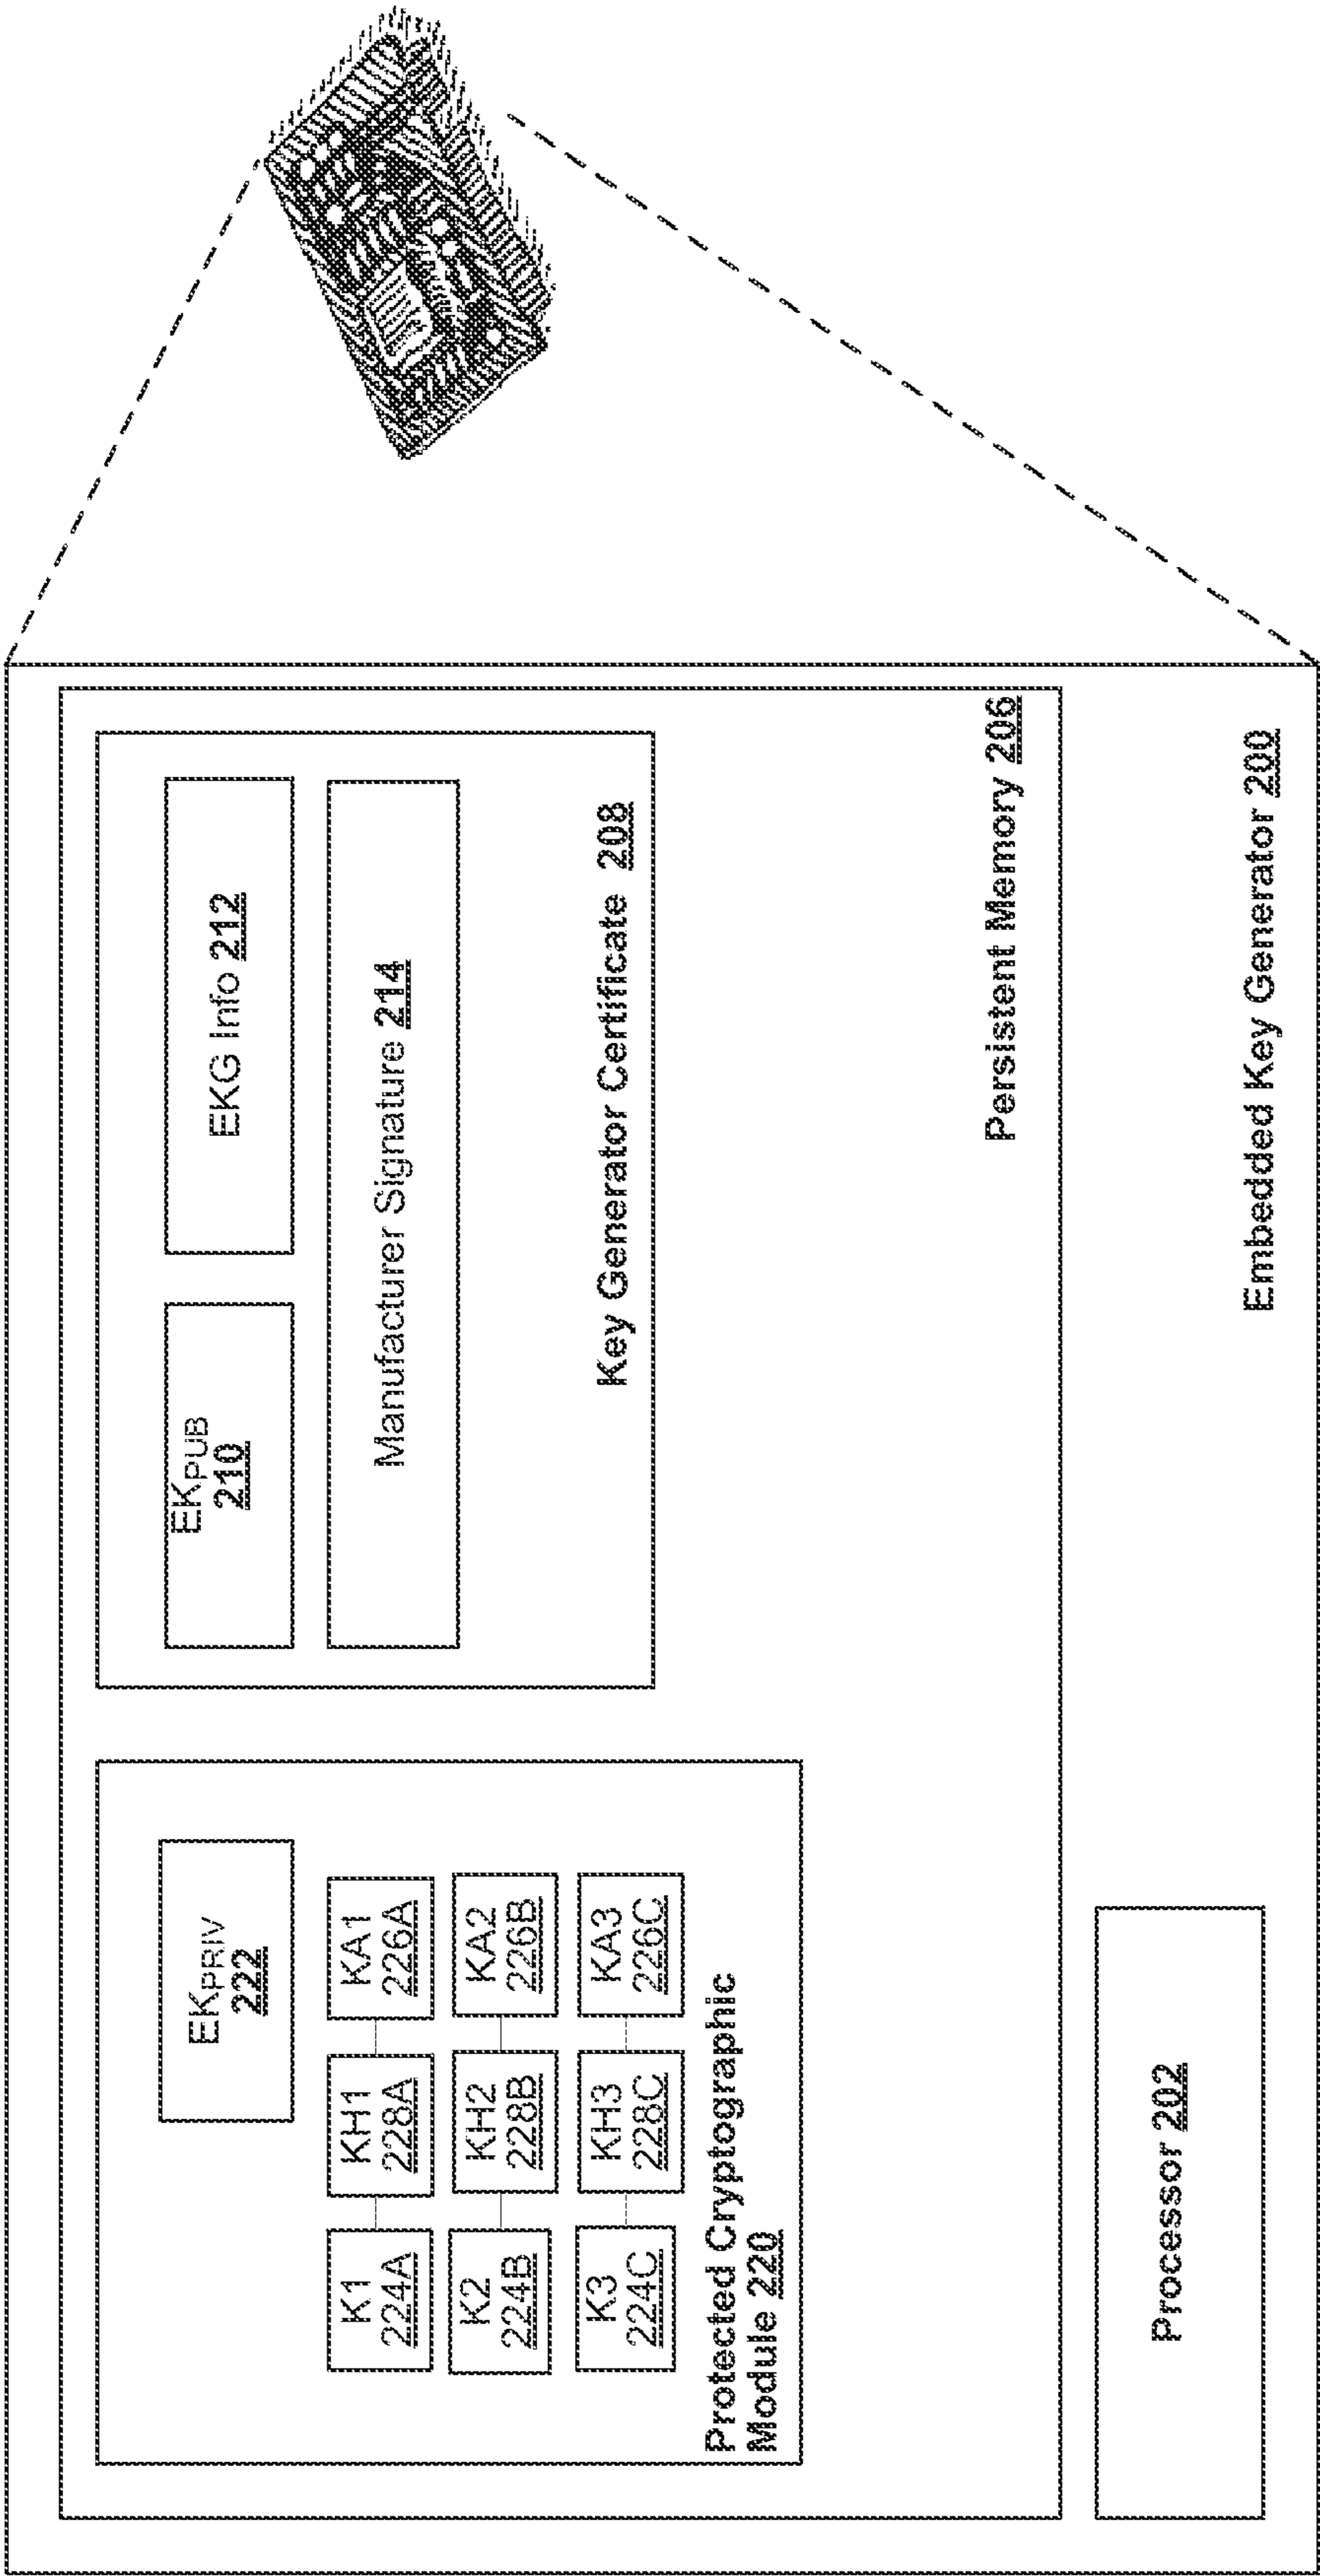 EKPRIV
222
K1
224A
KH1
228A
KA1
226A
K2
224B
KH2
228B
KA2
226B
K3
224C
KH3
228C
KA3
226C
Protected Cryptographic
Module 220
EKPUB
210
EKG Info 212
Manufacturer Signature 214
Key Generator Certificate 208
Persistent Memory 206
Processor 202
Embedded Key Generator 200